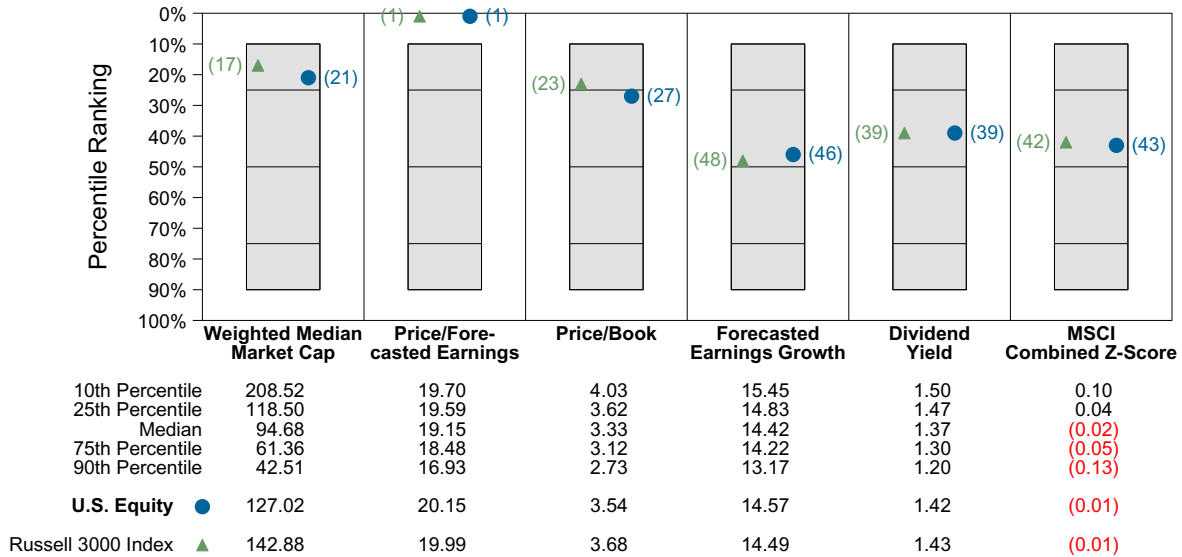 Percentile Ranking
0%
10%
20%
30%
40%
50%
60%
70%
80%
90%
100%
(17) (21)
(1) (1)
(23) (27)
(48) (46)
(39) (39)
(42) (43)
Weighted Median
Market Cap
Price/Fore-
casted Earnings
Price/Book
Forecasted
Earnings Growth
Dividend
Yield
MSCI
Combined Z-Score
10th Percentile 208.52 19.70 4.03 15.45 1.50 0.10
25th Percentile 118.50 19.59 3.62 14.83 1.47 0.04
Median 94.68 19.15 3.33 14.42 1.37 (0.02)
75th Percentile 61.36 18.48 3.12 14.22 1.30 (0.05)
90th Percentile 42.51 16.93 2.73 13.17 1.20 (0.13)
U.S. Equity 127.02 20.15 3.54 14.57 1.42 (0.01)
Russell 3000 Index 142.88 19.99 3.68 14.49 1.43 (0.01)